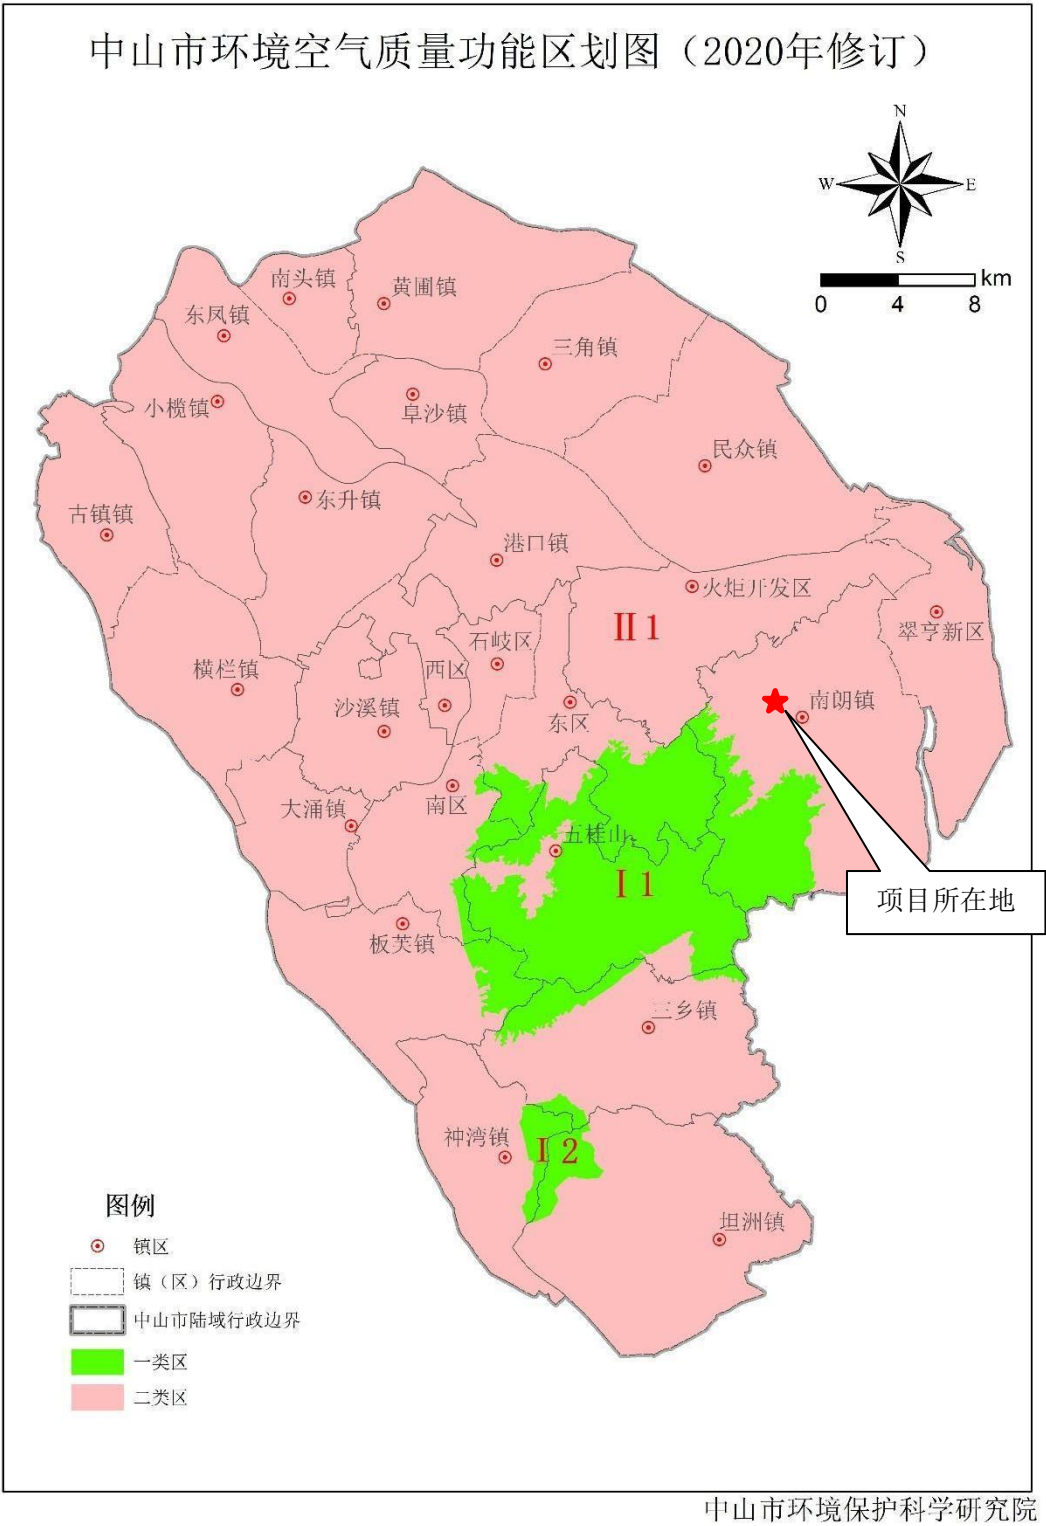 中山市环境空气质量功能区划图（2020年修订）
N
W
E
S
km
0 4 8
南头镇
黄圃镇
东凤镇
三角镇
小榄镇
阜沙镇
民众镇
东升镇
古镇镇
港口镇
火炬开发区
II 1
翠亨新区
石岐区
西区
横栏镇
沙溪镇
东区
南朗镇
南区
大涌镇
五桂山
I 1
项目所在地
板芙镇
三乡镇
神湾镇
I 2
坦洲镇
图例
镇区
镇（区）行政边界
中山市陆域行政边界
一类区
二类区
中山市环境保护科学研究院